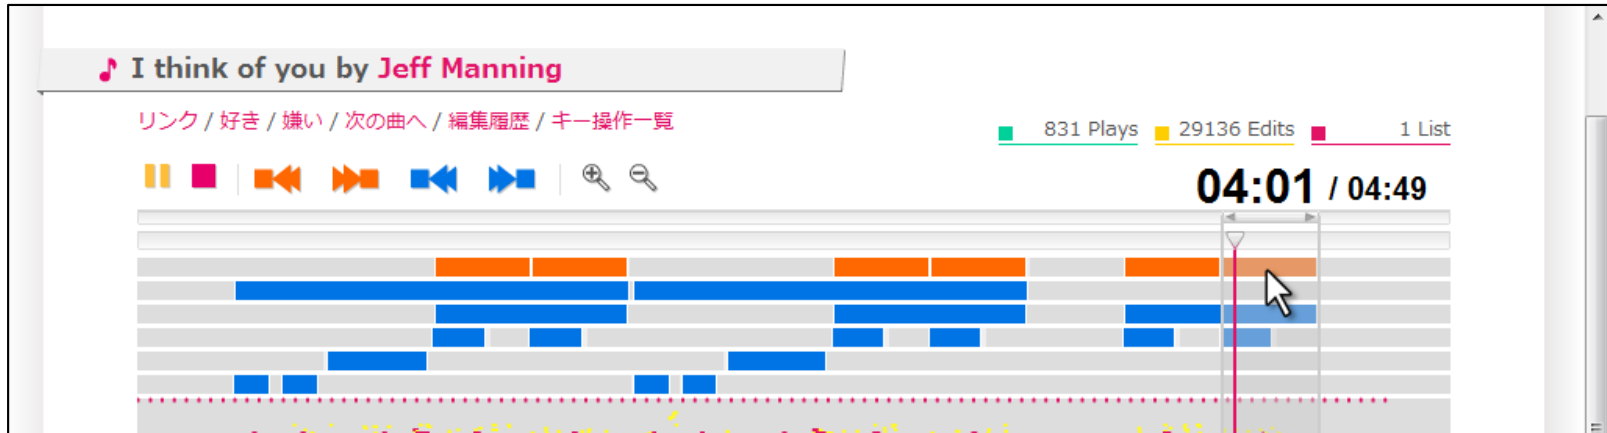 I think of you by Jeff Manning
リンク / 好き / 嫌い / 次の曲へ / 編集履歴 / キー操作一覧
831 Plays 29136 Edits 1 List
04:01 / 04:49